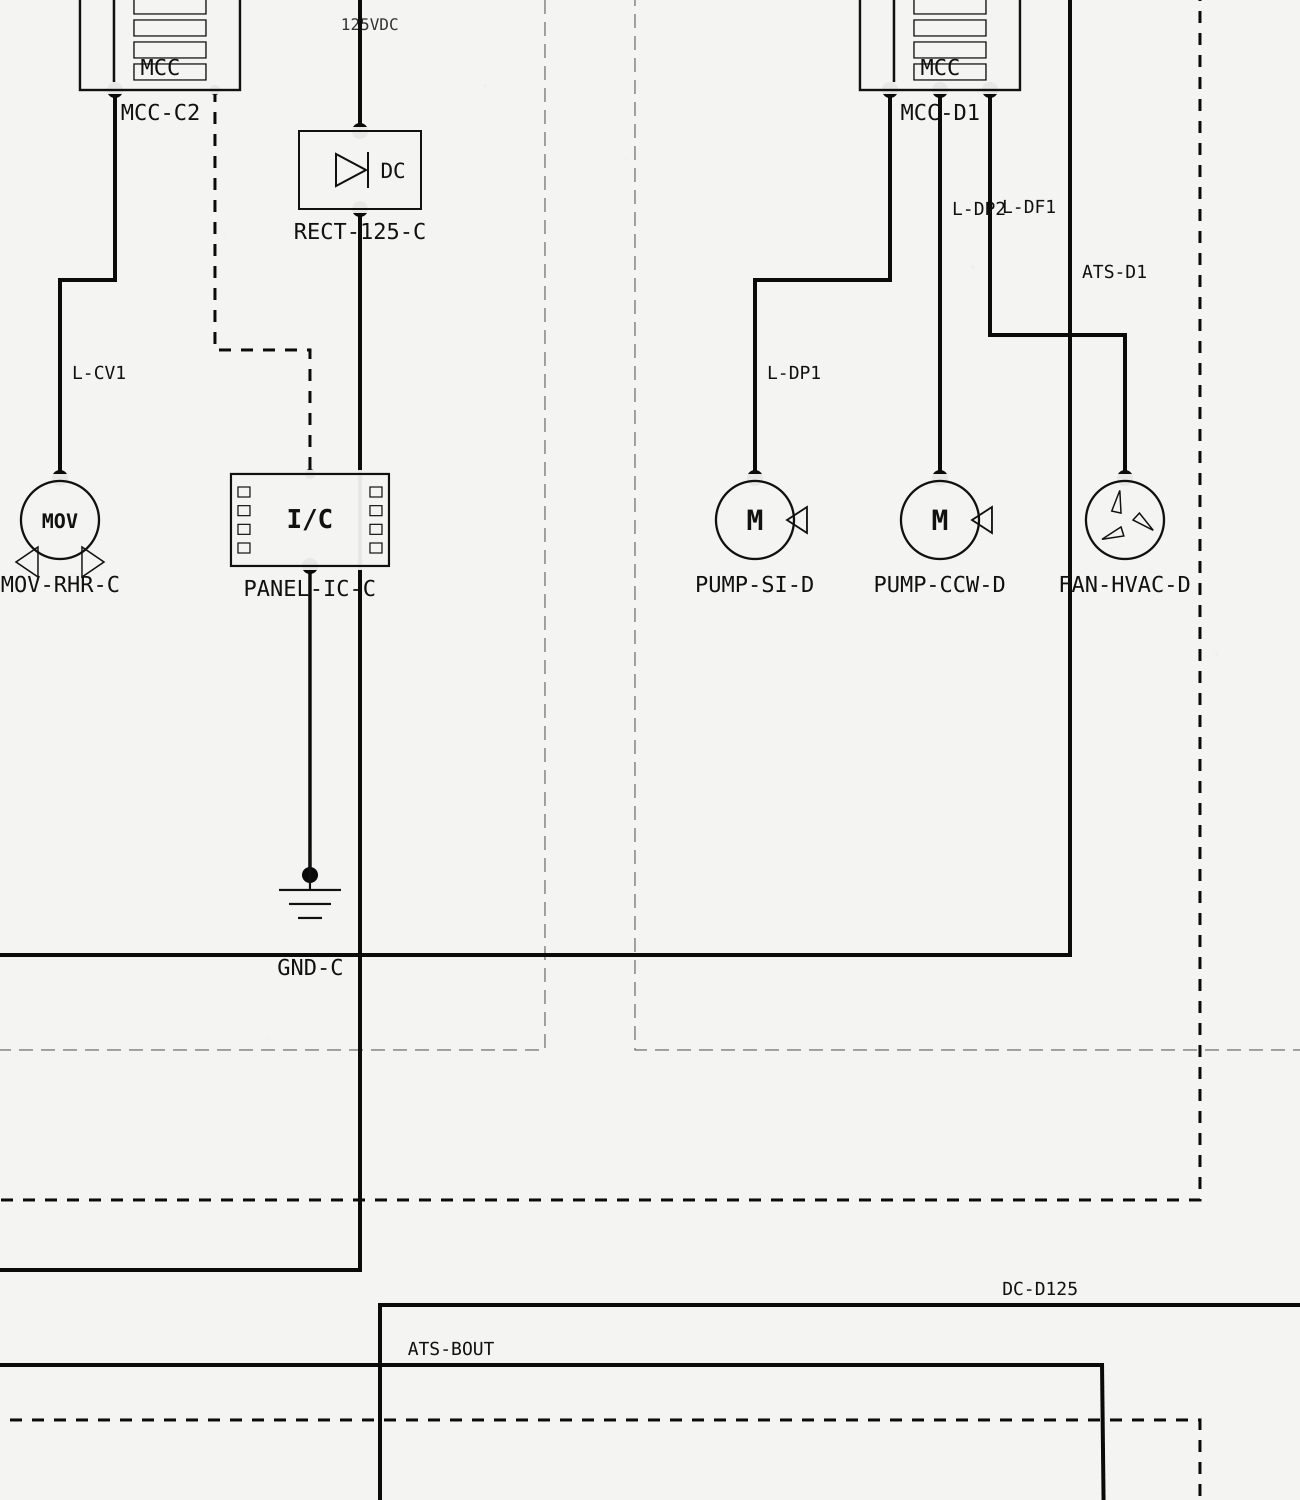 125VDC
MCC
MCC
MCC-C2
MCC-D1
DC
L-DP2
L-DF1
RECT-125-C
ATS-D1
L-CV1
L-DP1
MOV
I/C
M
M
MOV-RHR-C
PANEL-IC-C
PUMP-SI-D
PUMP-CCW-D
FAN-HVAC-D
GND-C
DC-D125
ATS-BOUT